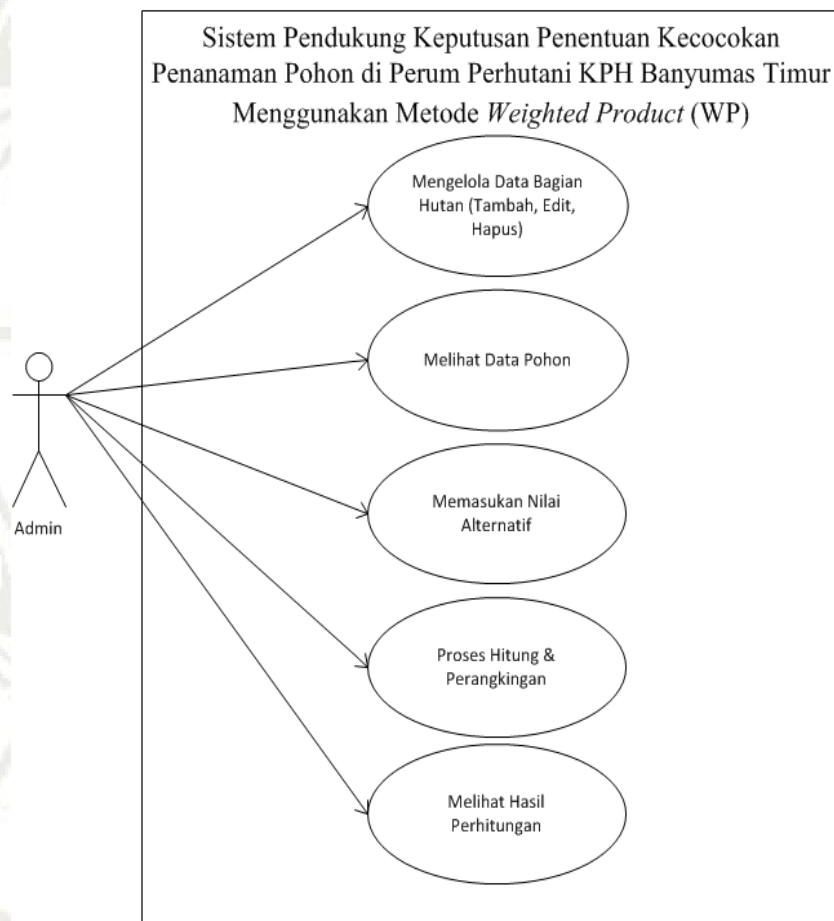 Sistem Pendukung Keputusan Penentuan Kecocokan
Penanaman Pohon di Perum Perhutani KPH Banyumas Timur
Menggunakan Metode Weighted Product (WP)
Mengelola Data Bagian
Hutan (Tambah, Edit,
Hapus)
Melihat Data Pohon
Memasukan Nilai
Alternatif
Proses Hitung &
Perangkingan
Melihat Hasil
Perhitungan
Admin